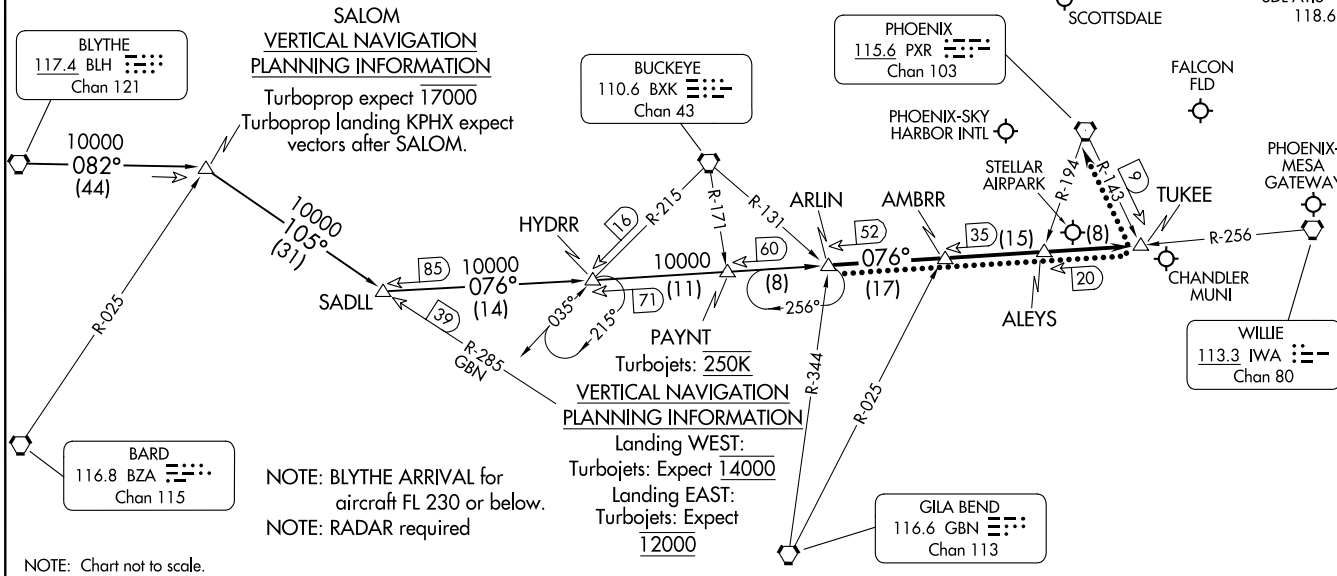 SALOM
VERTICAL NAVIGATION
PLANNING INFORMATION
Turboprop expect 17000
Turboprop landing KPHX expect
vectors after SALOM.
BLYTHE
117.4 BLH
Chan 121
BUCKEYE
110.6 BXK
Chan 43
PHOENIX
115.6 PXR
Chan 103
SCOTTSDALE
118.6
FALCON
FLD
PHOENIX-SKY
HARBOR INTL
STELLAR
AIRPARK
PHOENIX-
MESA
GATEWAY
10000
082°
(44)
10000
105°
(31)
R-025
SADLL
85
10000
076°
(14)
39
R-285
GBN
HYDRR
16
R-215
035°
215°
71
10000
(11)
R-171
60
(8)
R-131
256°
ARLIN
52
076°
(17)
AMBRR
35
(15)
(8)
R-194
R-143
9
TUKEE
R-256
20
ALEYS
CHANDLER
MUNI
PAYNT
Turbojets: 250K
VERTICAL NAVIGATION
PLANNING INFORMATION
Landing WEST:
Turbojets: Expect 14000
Landing EAST:
Turbojets: Expect
12000
R-344
R-025
WILLIE
113.3 IWA
Chan 80
BARD
116.8 BZA
Chan 115
NOTE: BLYTHE ARRIVAL for
aircraft FL 230 or below.
NOTE: RADAR required
GILA BEND
116.6 GBN
Chan 113
NOTE: Chart not to scale.